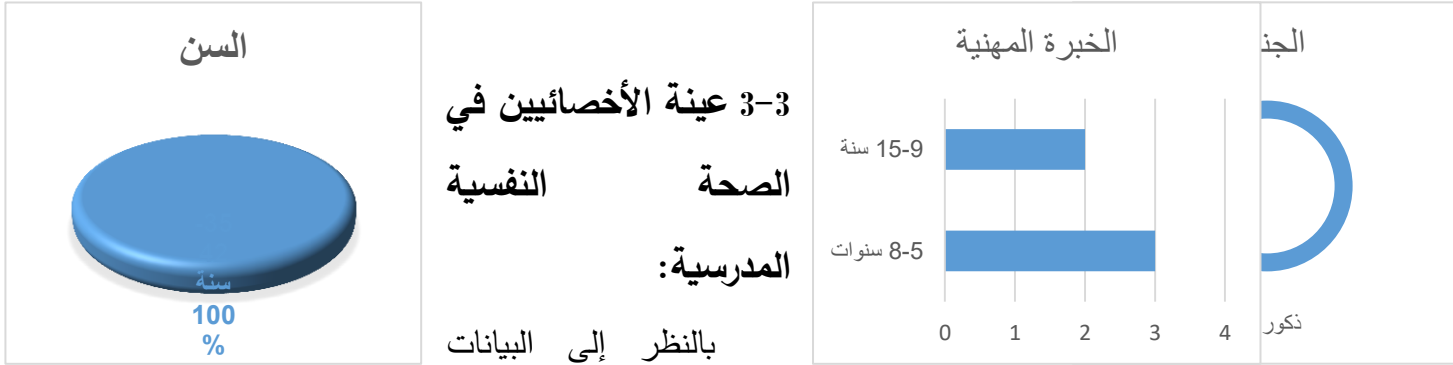 الجنـ
ذكور
الخبرة المهنية
15-9 سنة
8-5 سنوات
0 1 2 3 4
3-3 عينة الأخصائيين في
الصحة النفسية
المدرسية:
بالنظر إلى البيانات
السن
سنة
100
%